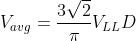 V_{avg} = \frac{3\sqrt{2}}{\pi} V_{LL} D